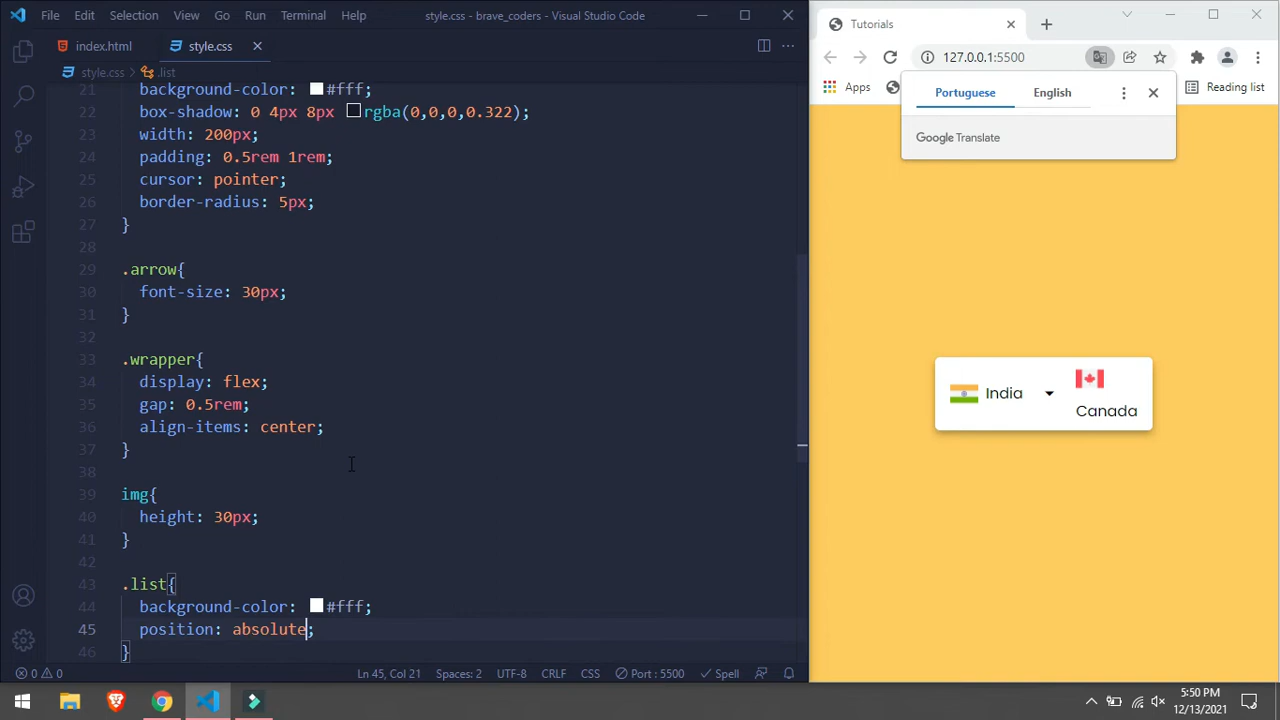 File Edit Selection View Go Run Terminal Help style.css - brave_coders - Visual Studio Code
index.html style.css
style.css > .list
21 background-color: #fff;
22 box-shadow: 0 4px 8px rgba(0,0,0,0.322);
23 width: 200px;
24 padding: 0.5rem 1rem;
25 cursor: pointer;
26 border-radius: 5px;
27 }
28
29 .arrow{
30 font-size: 30px;
31 }
32
33 .wrapper{
34 display: flex;
35 gap: 0.5rem;
36 align-items: center;
37 }
38
39 img{
40 height: 30px;
41 }
42
43 .list{
44 background-color: #fff;
45 position: absolute;
46 }
0 0 Ln 45, Col 21 Spaces: 2 UTF-8 CRLF CSS Port : 5500 Spell
Tutorials
127.0.0.1:5500
Apps Reading list
Portuguese English
Google Translate
India
Canada
5:50 PM
12/13/2021